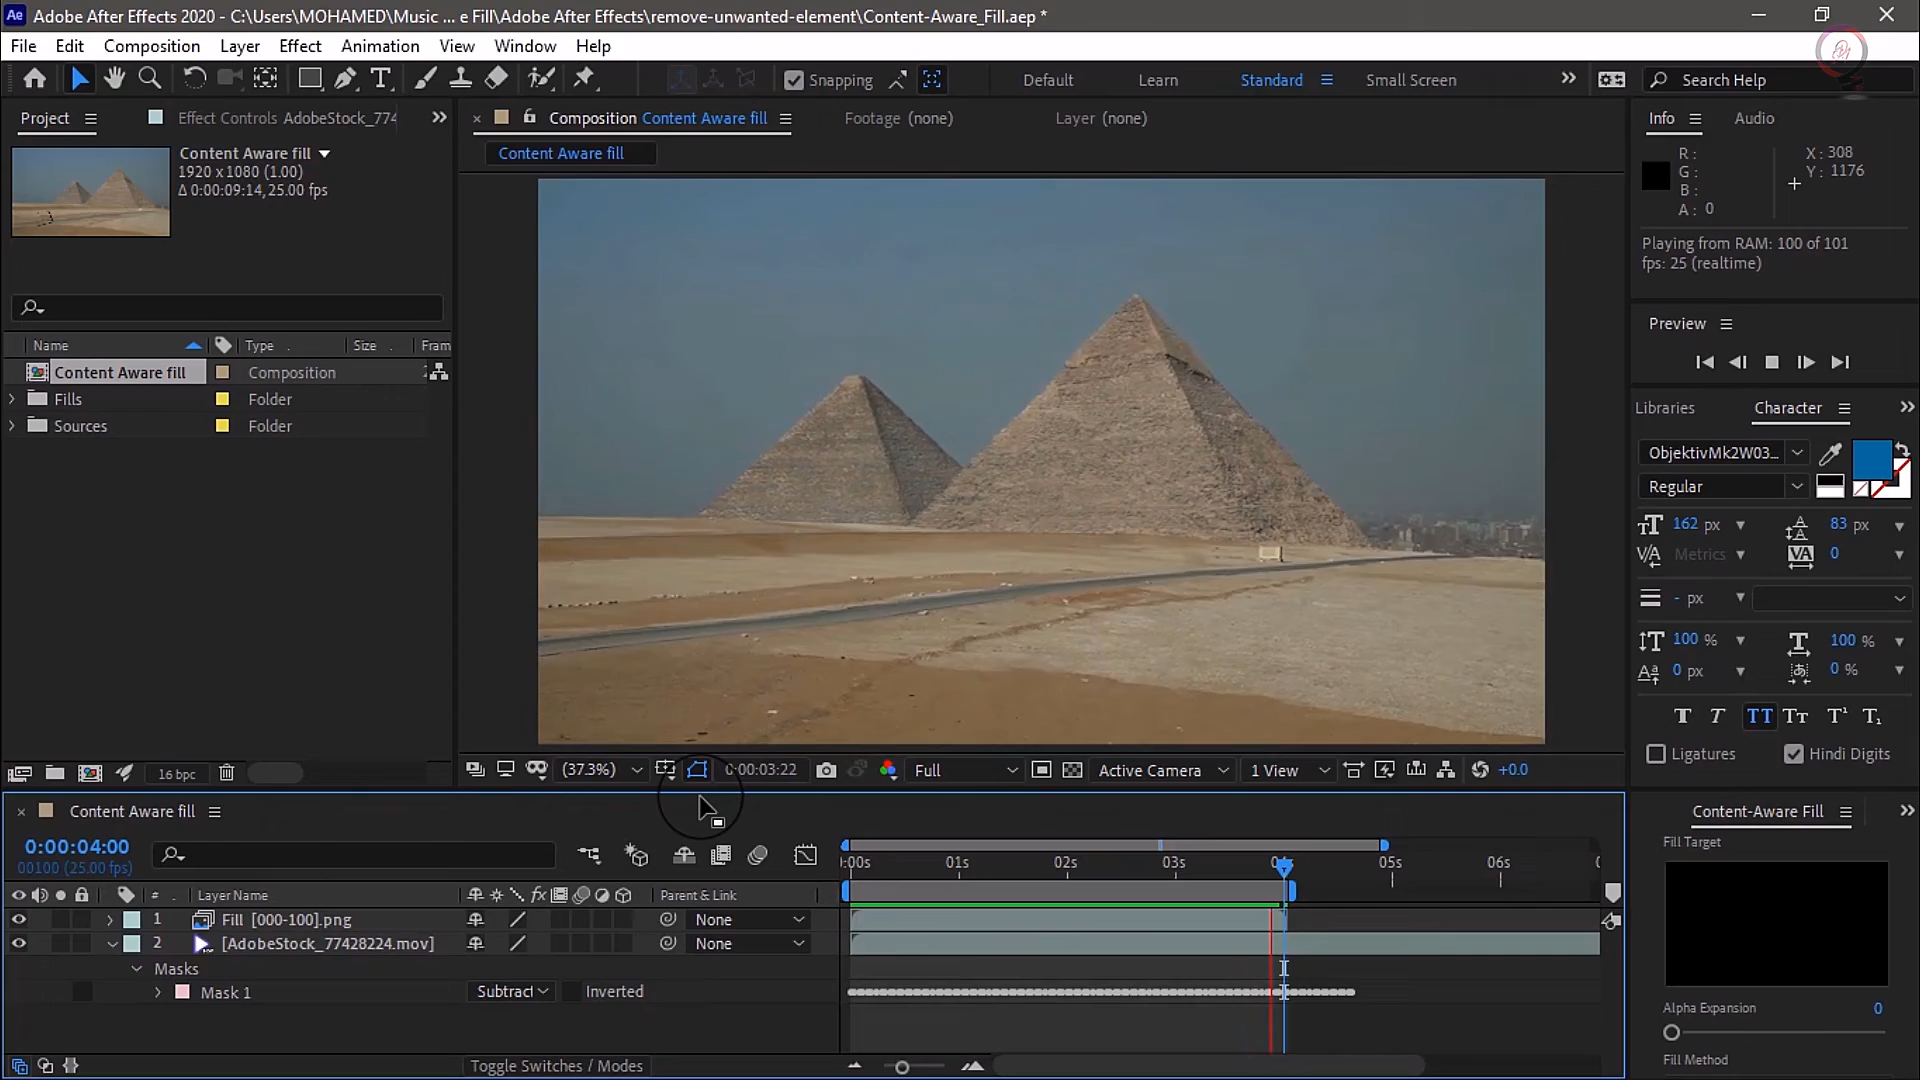 Ae Adobe After Effects 2020 - C:\Users\MOHAMED\Music ... e Fill\Adobe After Effects\remove-unwanted-element\Content-Aware_Fill.aep *
File Edit Composition Layer Effect Animation View Window Help
Snapping Default Learn Standard Small Screen Search Help
Project Effect Controls AdobeStock_774
Composition Content Aware fill Footage (none) Layer (none)
Info Audio
Content Aware fill
1920 x 1080 (1.00)
Δ 0:00:09:14, 25.00 fps
Content Aware fill
R :
G :
B :
A : 0
X : 308
Y : 1176
Playing from RAM: 100 of 101
fps: 25 (realtime)
Preview
Name Type Size Fram
Content Aware fill Composition
Fills Folder
Sources Folder
Libraries Character
ObjektivMk2W03...
Regular
162 px 83 px
Metrics 0
- px
100 % 100 %
0 px 0 %
Ligatures Hindi Digits
16 bpc
(37.3%) 0:00:03:22 Full Active Camera 1 View +0.0
Content Aware fill
0:00:04:00
00100 (25.00 fps)
:00s 01s 02s 03s 04s 05s 06s
# Layer Name fx Parent & Link
1 Fill [000-100].png None
2 [AdobeStock_77428224.mov] None
Masks
Mask 1 Subtract Inverted
Toggle Switches / Modes
Content-Aware Fill
Fill Target
Alpha Expansion 0
Fill Method